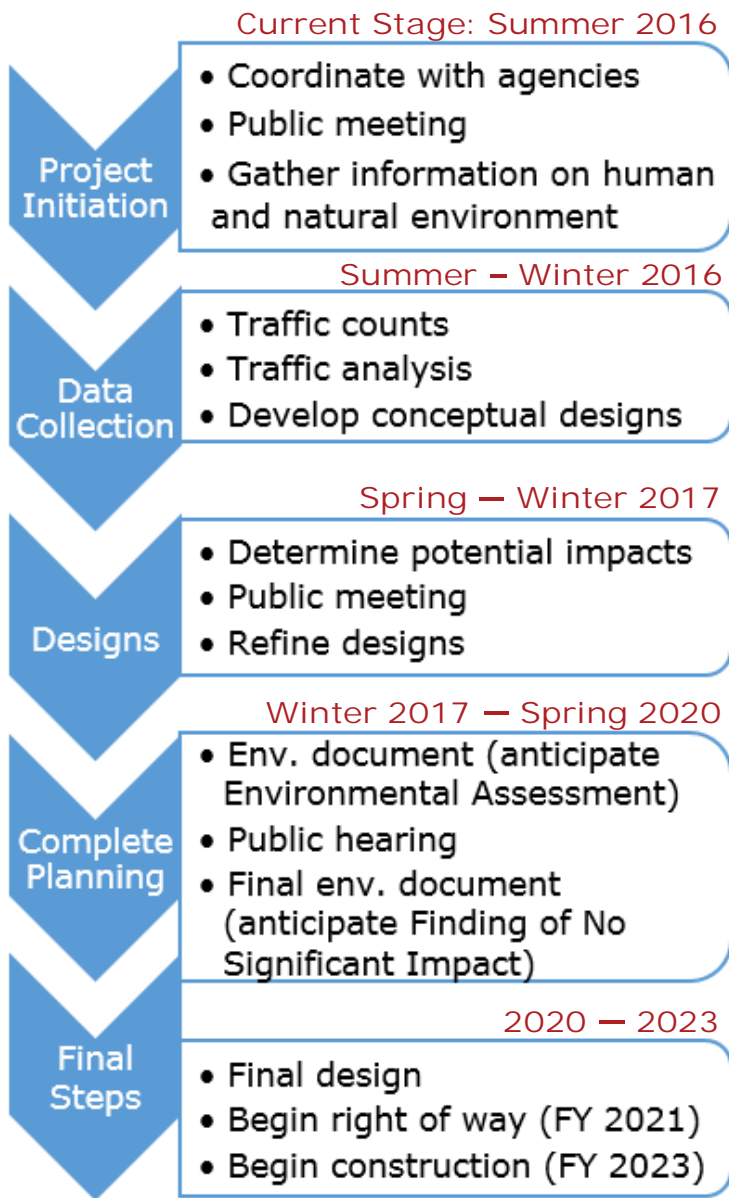 Current Stage: Summer 2016
Project
Initiation
• Coordinate with agencies
• Public meeting
• Gather information on human
and natural environment
Summer – Winter 2016
Data
Collection
• Traffic counts
• Traffic analysis
• Develop conceptual designs
Spring — Winter 2017
Designs
• Determine potential impacts
• Public meeting
• Refine designs
Winter 2017 — Spring 2020
Complete
Planning
• Env. document (anticipate
Environmental Assessment)
• Public hearing
• Final env. document
(anticipate Finding of No
Significant Impact)
2020 — 2023
Final
Steps
• Final design
• Begin right of way (FY 2021)
• Begin construction (FY 2023)